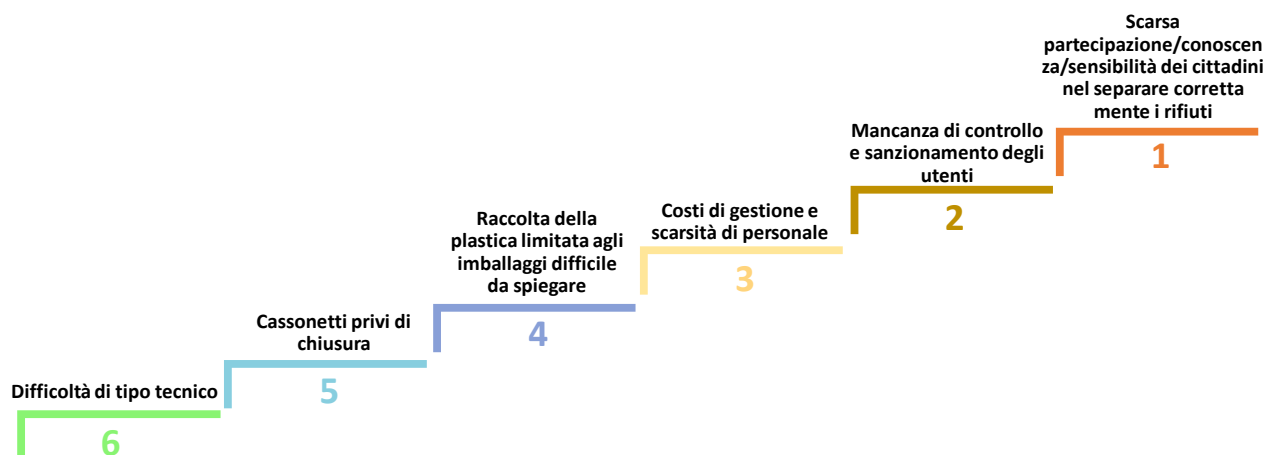 Scarsa
partecipazione/conoscen
za/sensibilità dei cittadini
nel separare corretta
mente i rifiuti
1
Mancanza di controllo
e sanzionamento degli
utenti
2
Costi di gestione e
scarsità di personale
3
Raccolta della
plastica limitata agli
imballaggi difficile
da spiegare
4
Cassonetti privi di
chiusura
5
Difficoltà di tipo tecnico
6